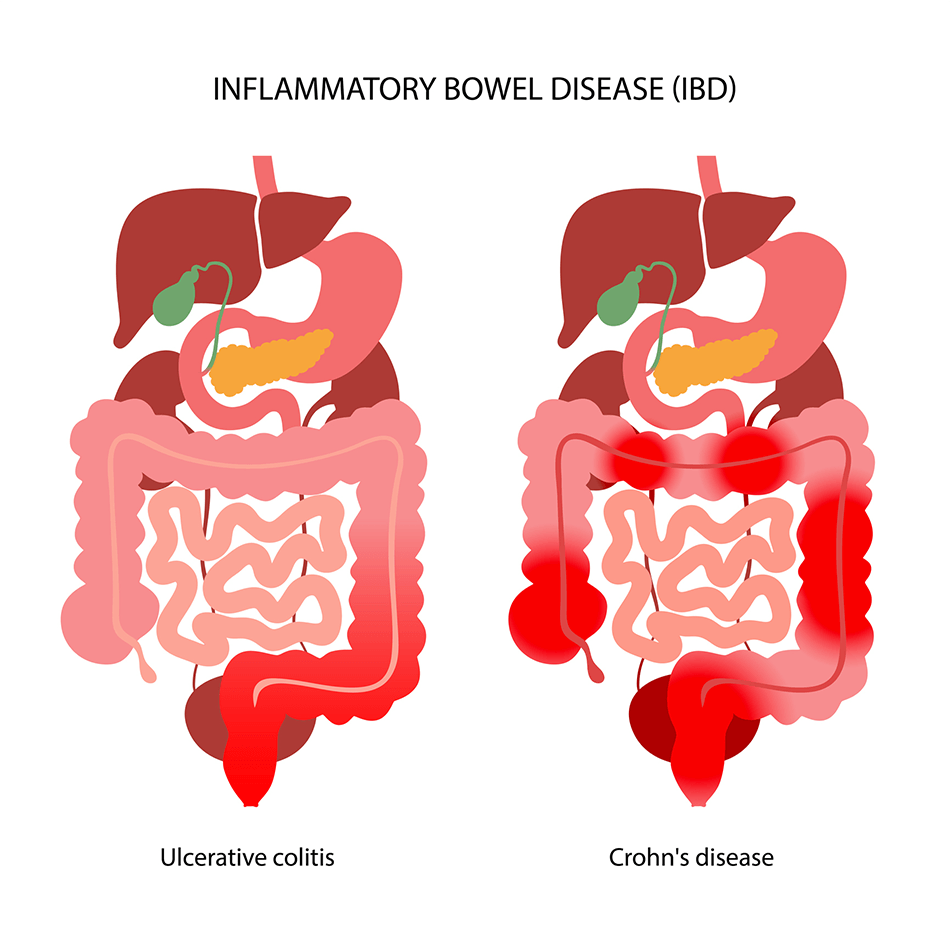 INFLAMMATORY BOWEL DISEASE (IBD)
Ulcerative colitis
Crohn's disease